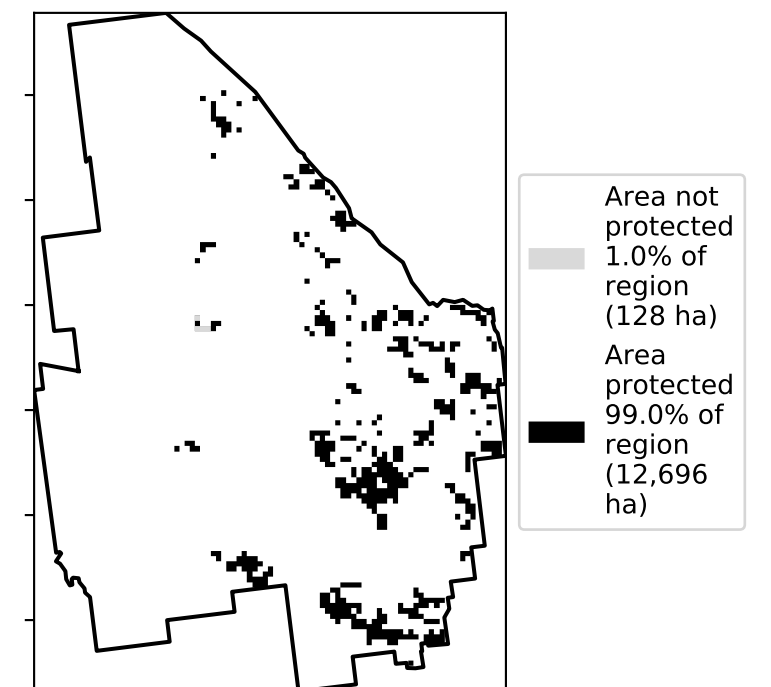 Area not
protected
1.0% of
region
(128 ha)
Area
protected
99.0% of
region
(12,696
ha)